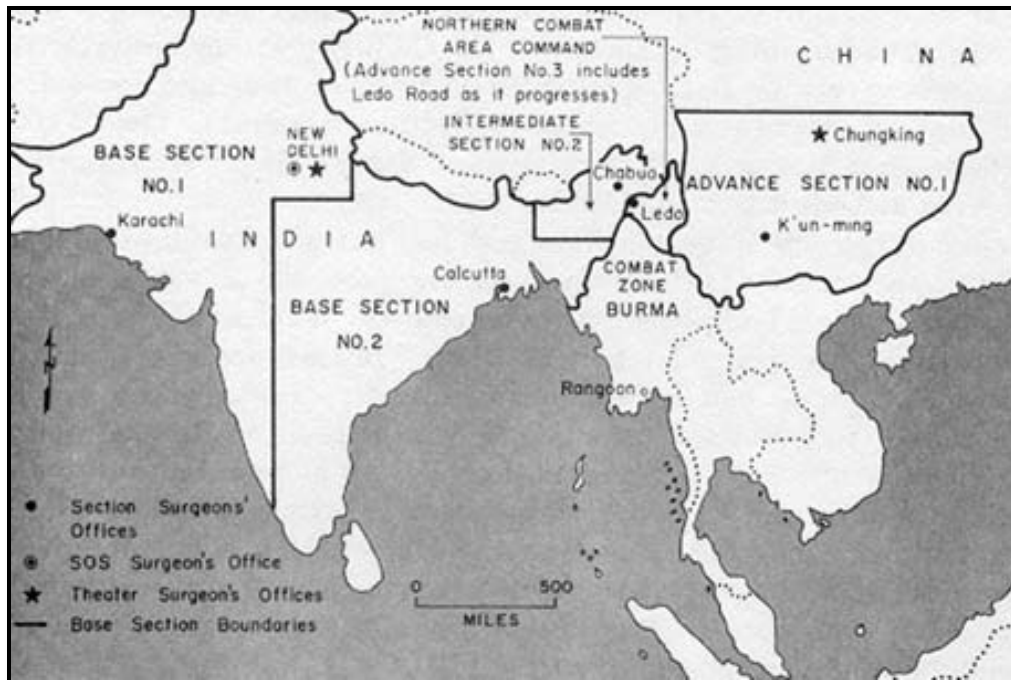 NORTHERN COMBAT
AREA COMMAND
(Advance Section No.3 includes
Ledo Road as it progresses)
INTERMEDIATE
SECTION NO.2
CHINA
BASE SECTION
NO.1
NEW
DELHI
Chabua
Chungking
ADVANCE SECTION NO.1
Karachi
Ledo
K'un-ming
INDIA
Calcutta
COMBAT
ZONE
BURMA
BASE SECTION
NO.2
Rangoon
N
Section Surgeons'
Offices
SOS Surgeon's Office
Theater Surgeon's Offices
Base Section Boundaries
0 500
MILES